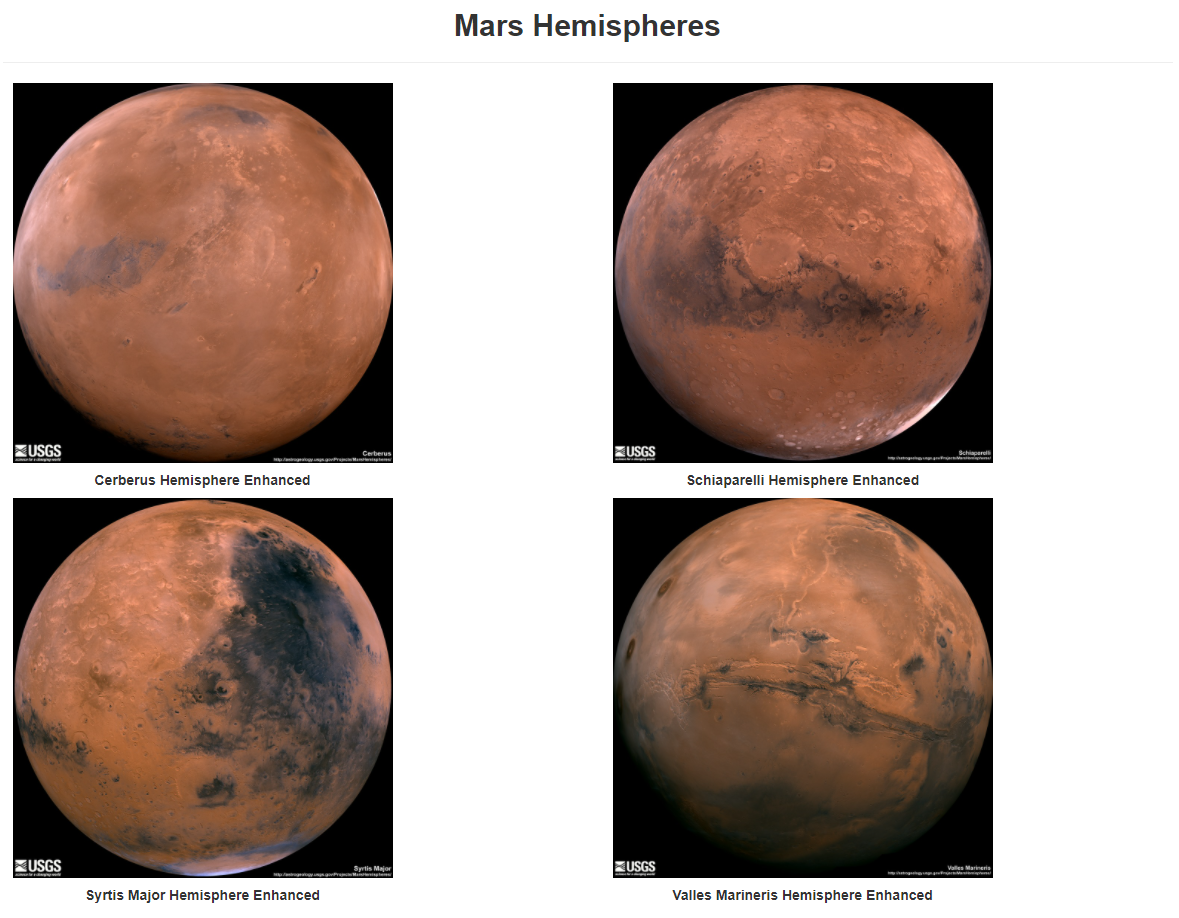 Mars Hemispheres
USGS
science for a changing world
Cerberus
http://astrogeology.usgs.gov/Projects/MarsHemispheres/
USGS
science for a changing world
Schiaparelli
http://astrogeology.usgs.gov/Projects/MarsHemispheres/
Cerberus Hemisphere Enhanced
Schiaparelli Hemisphere Enhanced
USGS
science for a changing world
Syrtis Major
http://astrogeology.usgs.gov/Projects/MarsHemispheres/
USGS
science for a changing world
Valles Marineris
http://astrogeology.usgs.gov/Projects/MarsHemispheres/
Syrtis Major Hemisphere Enhanced
Valles Marineris Hemisphere Enhanced